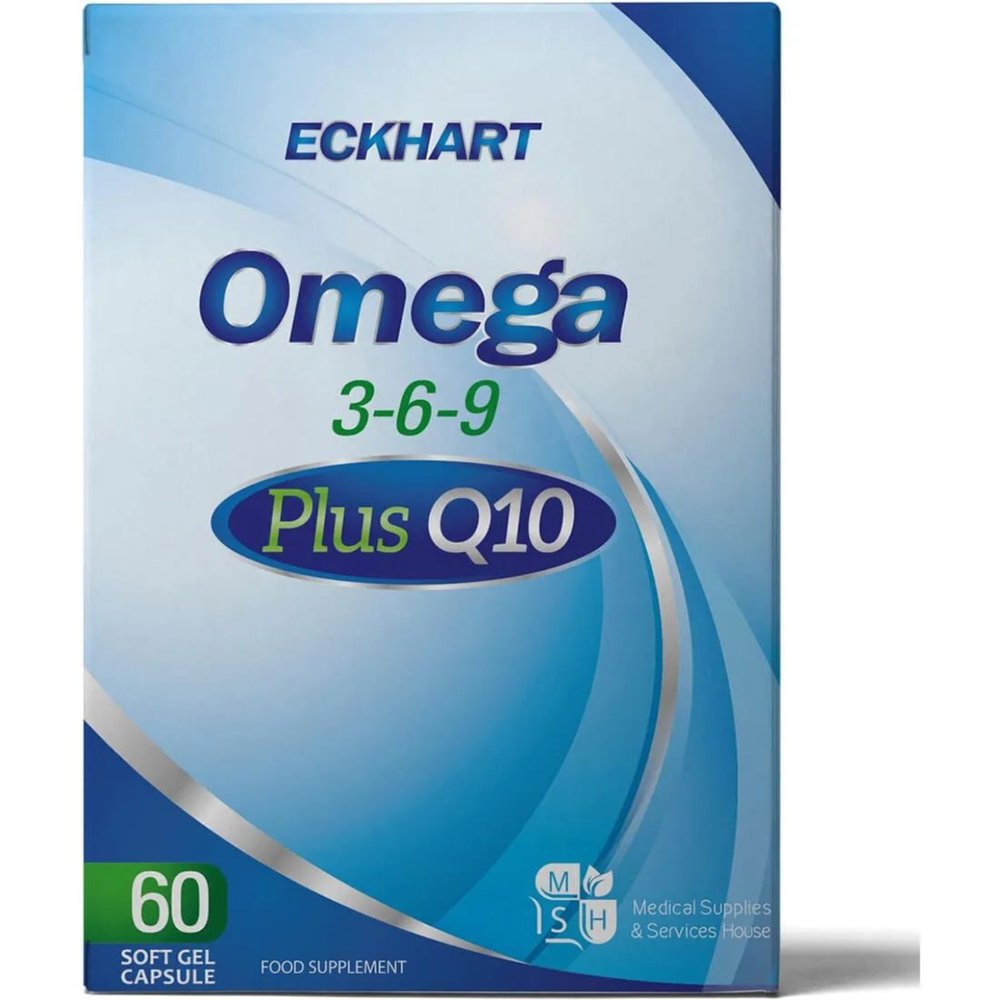 ECKHART
Omega
3-6-9
Plus Q10
60
SOFT GEL
CAPSULE
FOOD SUPPLEMENT
M
S H
Medical Supplies
& Services House